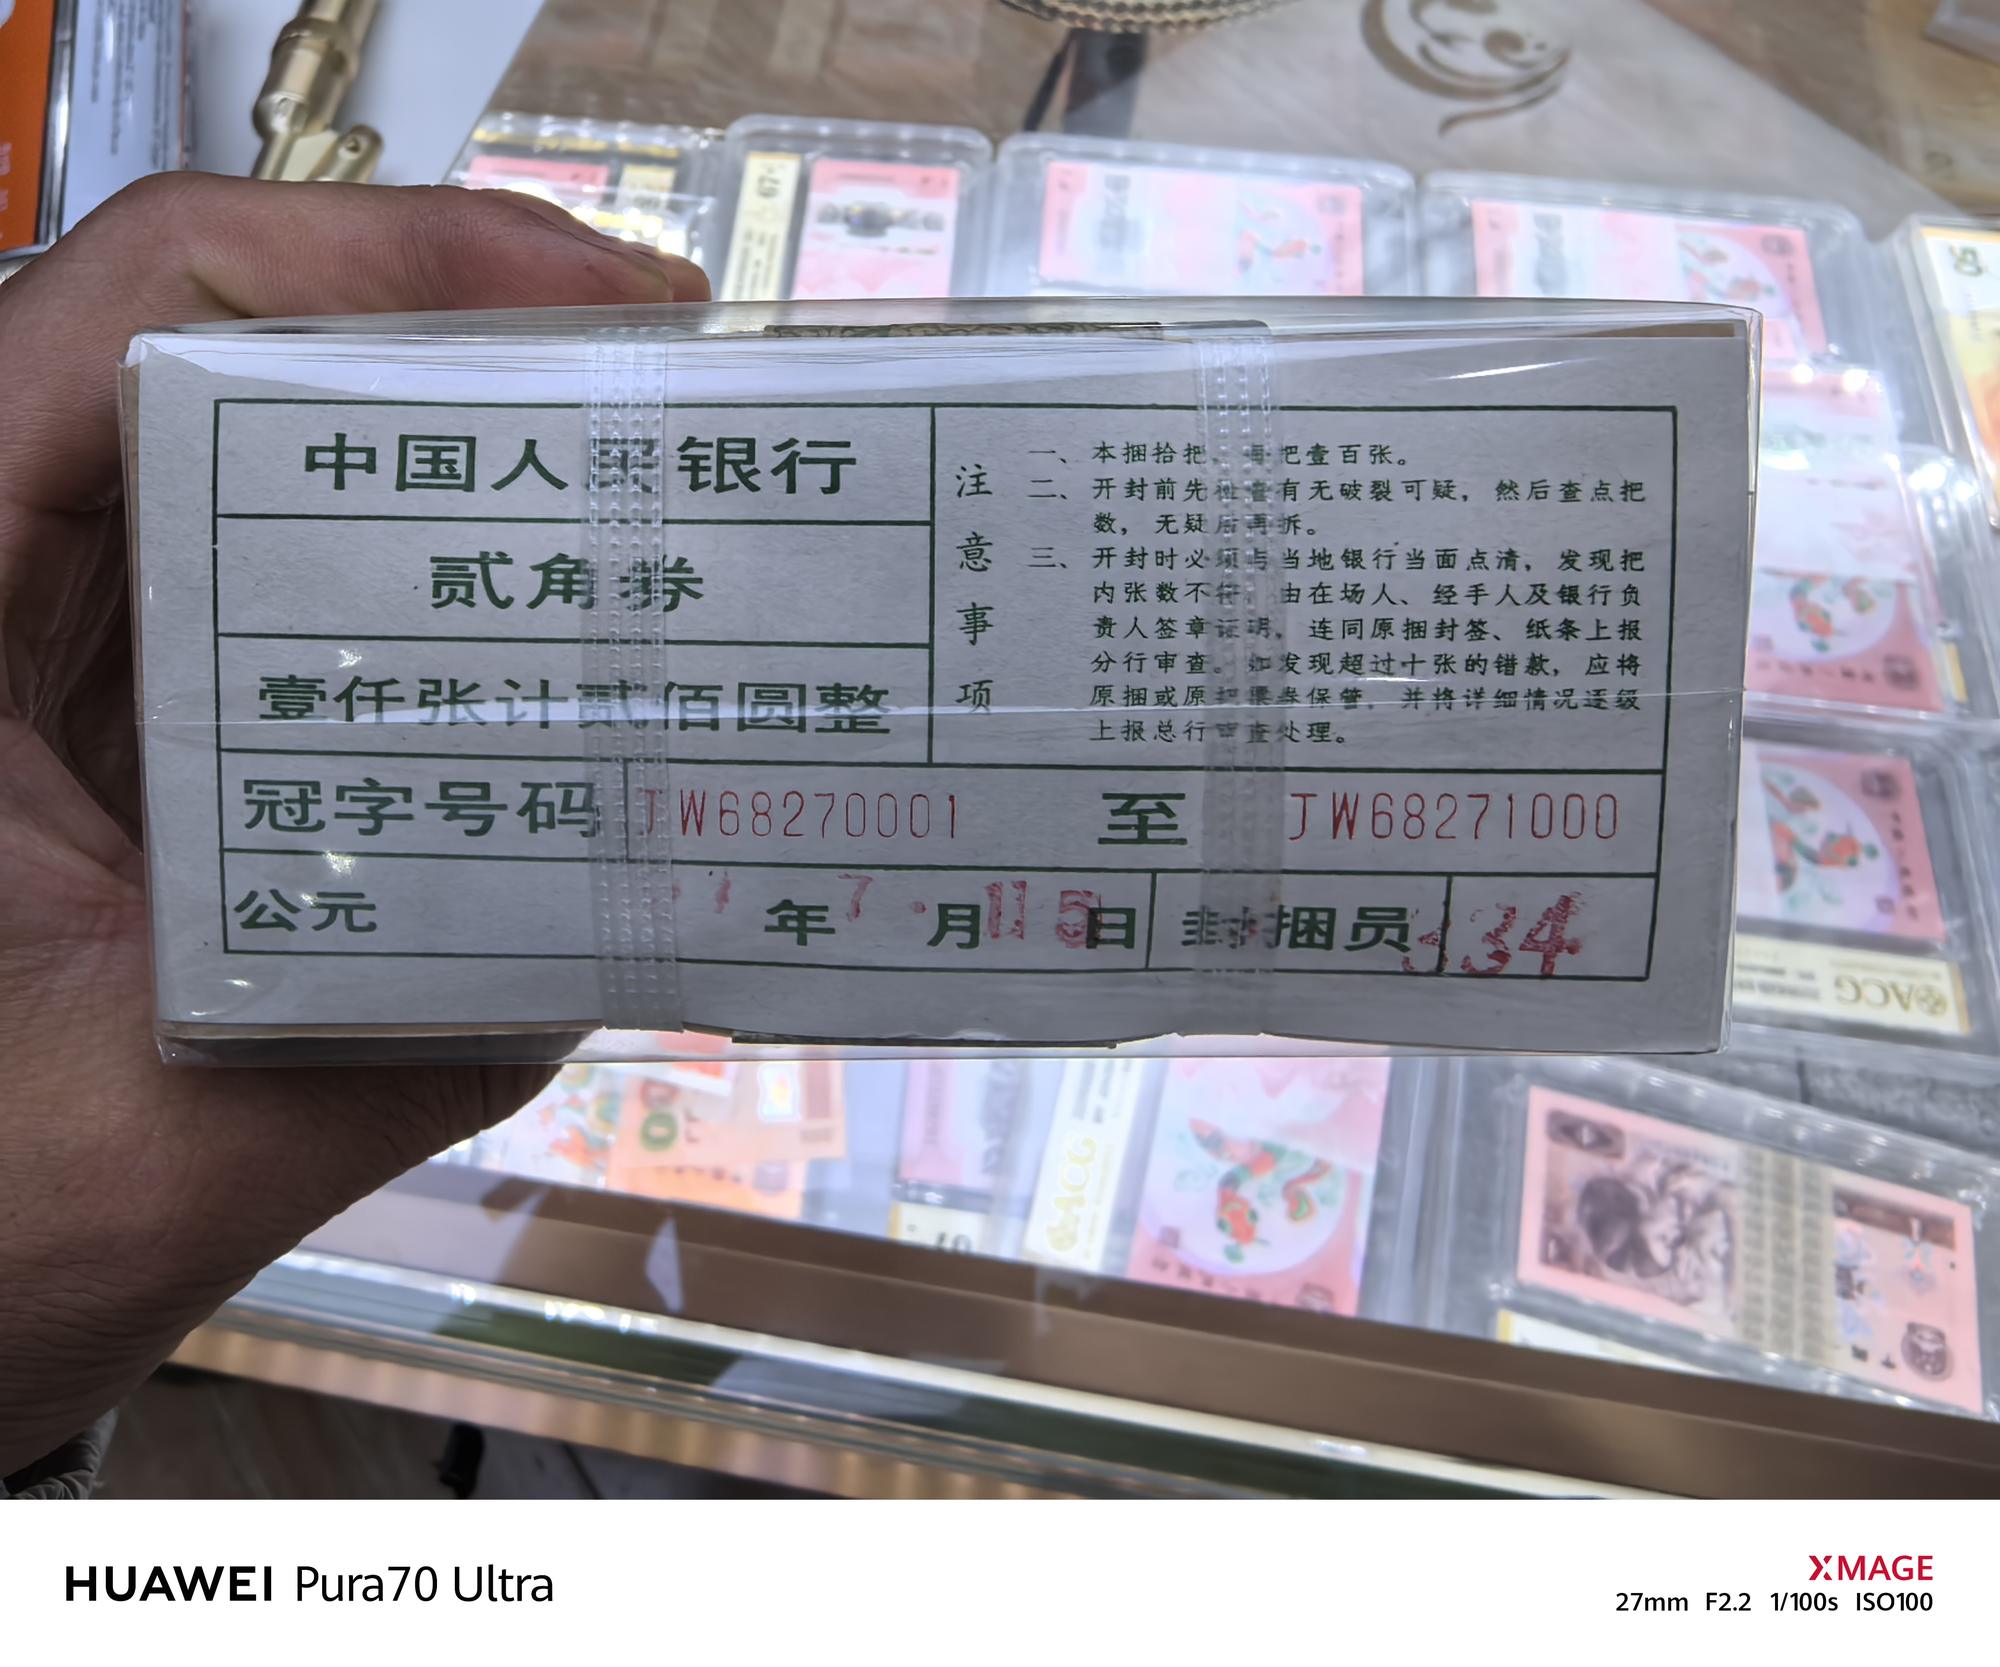 中国人民银行
贰角券
壹仟张计贰佰圆整
注意事项
一、本捆拾把，每把壹百张。
二、开封前先检查有无破裂可疑，然后查点把
数，无疑后再拆。
三、开封时必须与当地银行当面点清，发现把
内张数不符，由在场人、经手人及银行负
责人签章证明，连同原捆封签、纸条上报
分行审查。如发现超过十张的错款，应将
原捆或原把票券保管，并将详细情况逐级
上报总行审查处理。
冠字号码 JW68270001 至 JW68271000
公元 年 7 月 日 封捆员 334
ACG
ACG
HUAWEI Pura70 Ultra
XMAGE
27mm F2.2 1/100s ISO100